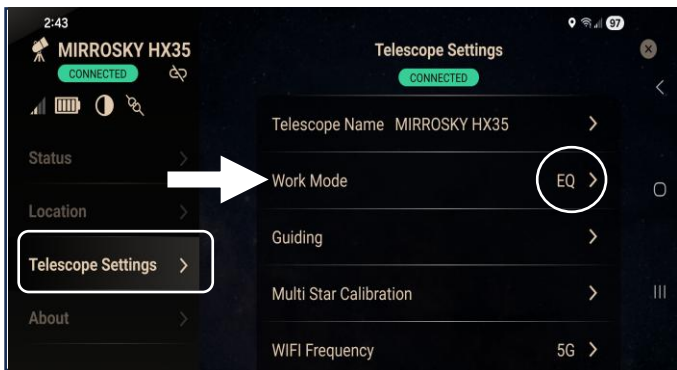 2:43
97
MIRROSKY HX35
CONNECTED
Status
Location
Telescope Settings
About
Telescope Settings
CONNECTED
Telescope Name MIRROSKY HX35
Work Mode EQ
Guiding
Multi Star Calibration
WIFI Frequency 5G